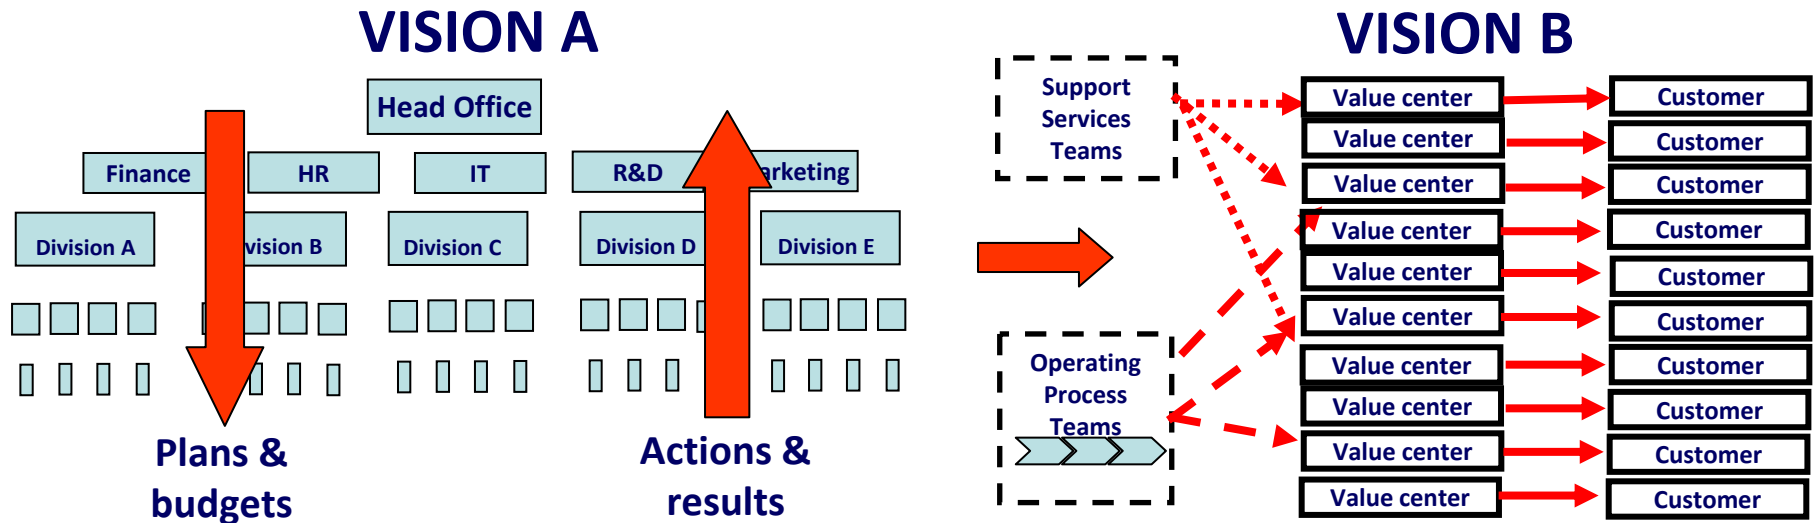 VISION A
Head Office
Finance
HR
IT
R&D
arketing
Division A
vision B
Division C
Division D
Division E
Plans &
budgets
Actions &
results
VISION B
Support
Services
Teams
Operating
Process
Teams
Value center
Customer
Value center
Customer
Value center
Customer
Value center
Customer
Value center
Customer
Value center
Customer
Value center
Customer
Value center
Customer
Value center
Customer
Value center
Customer